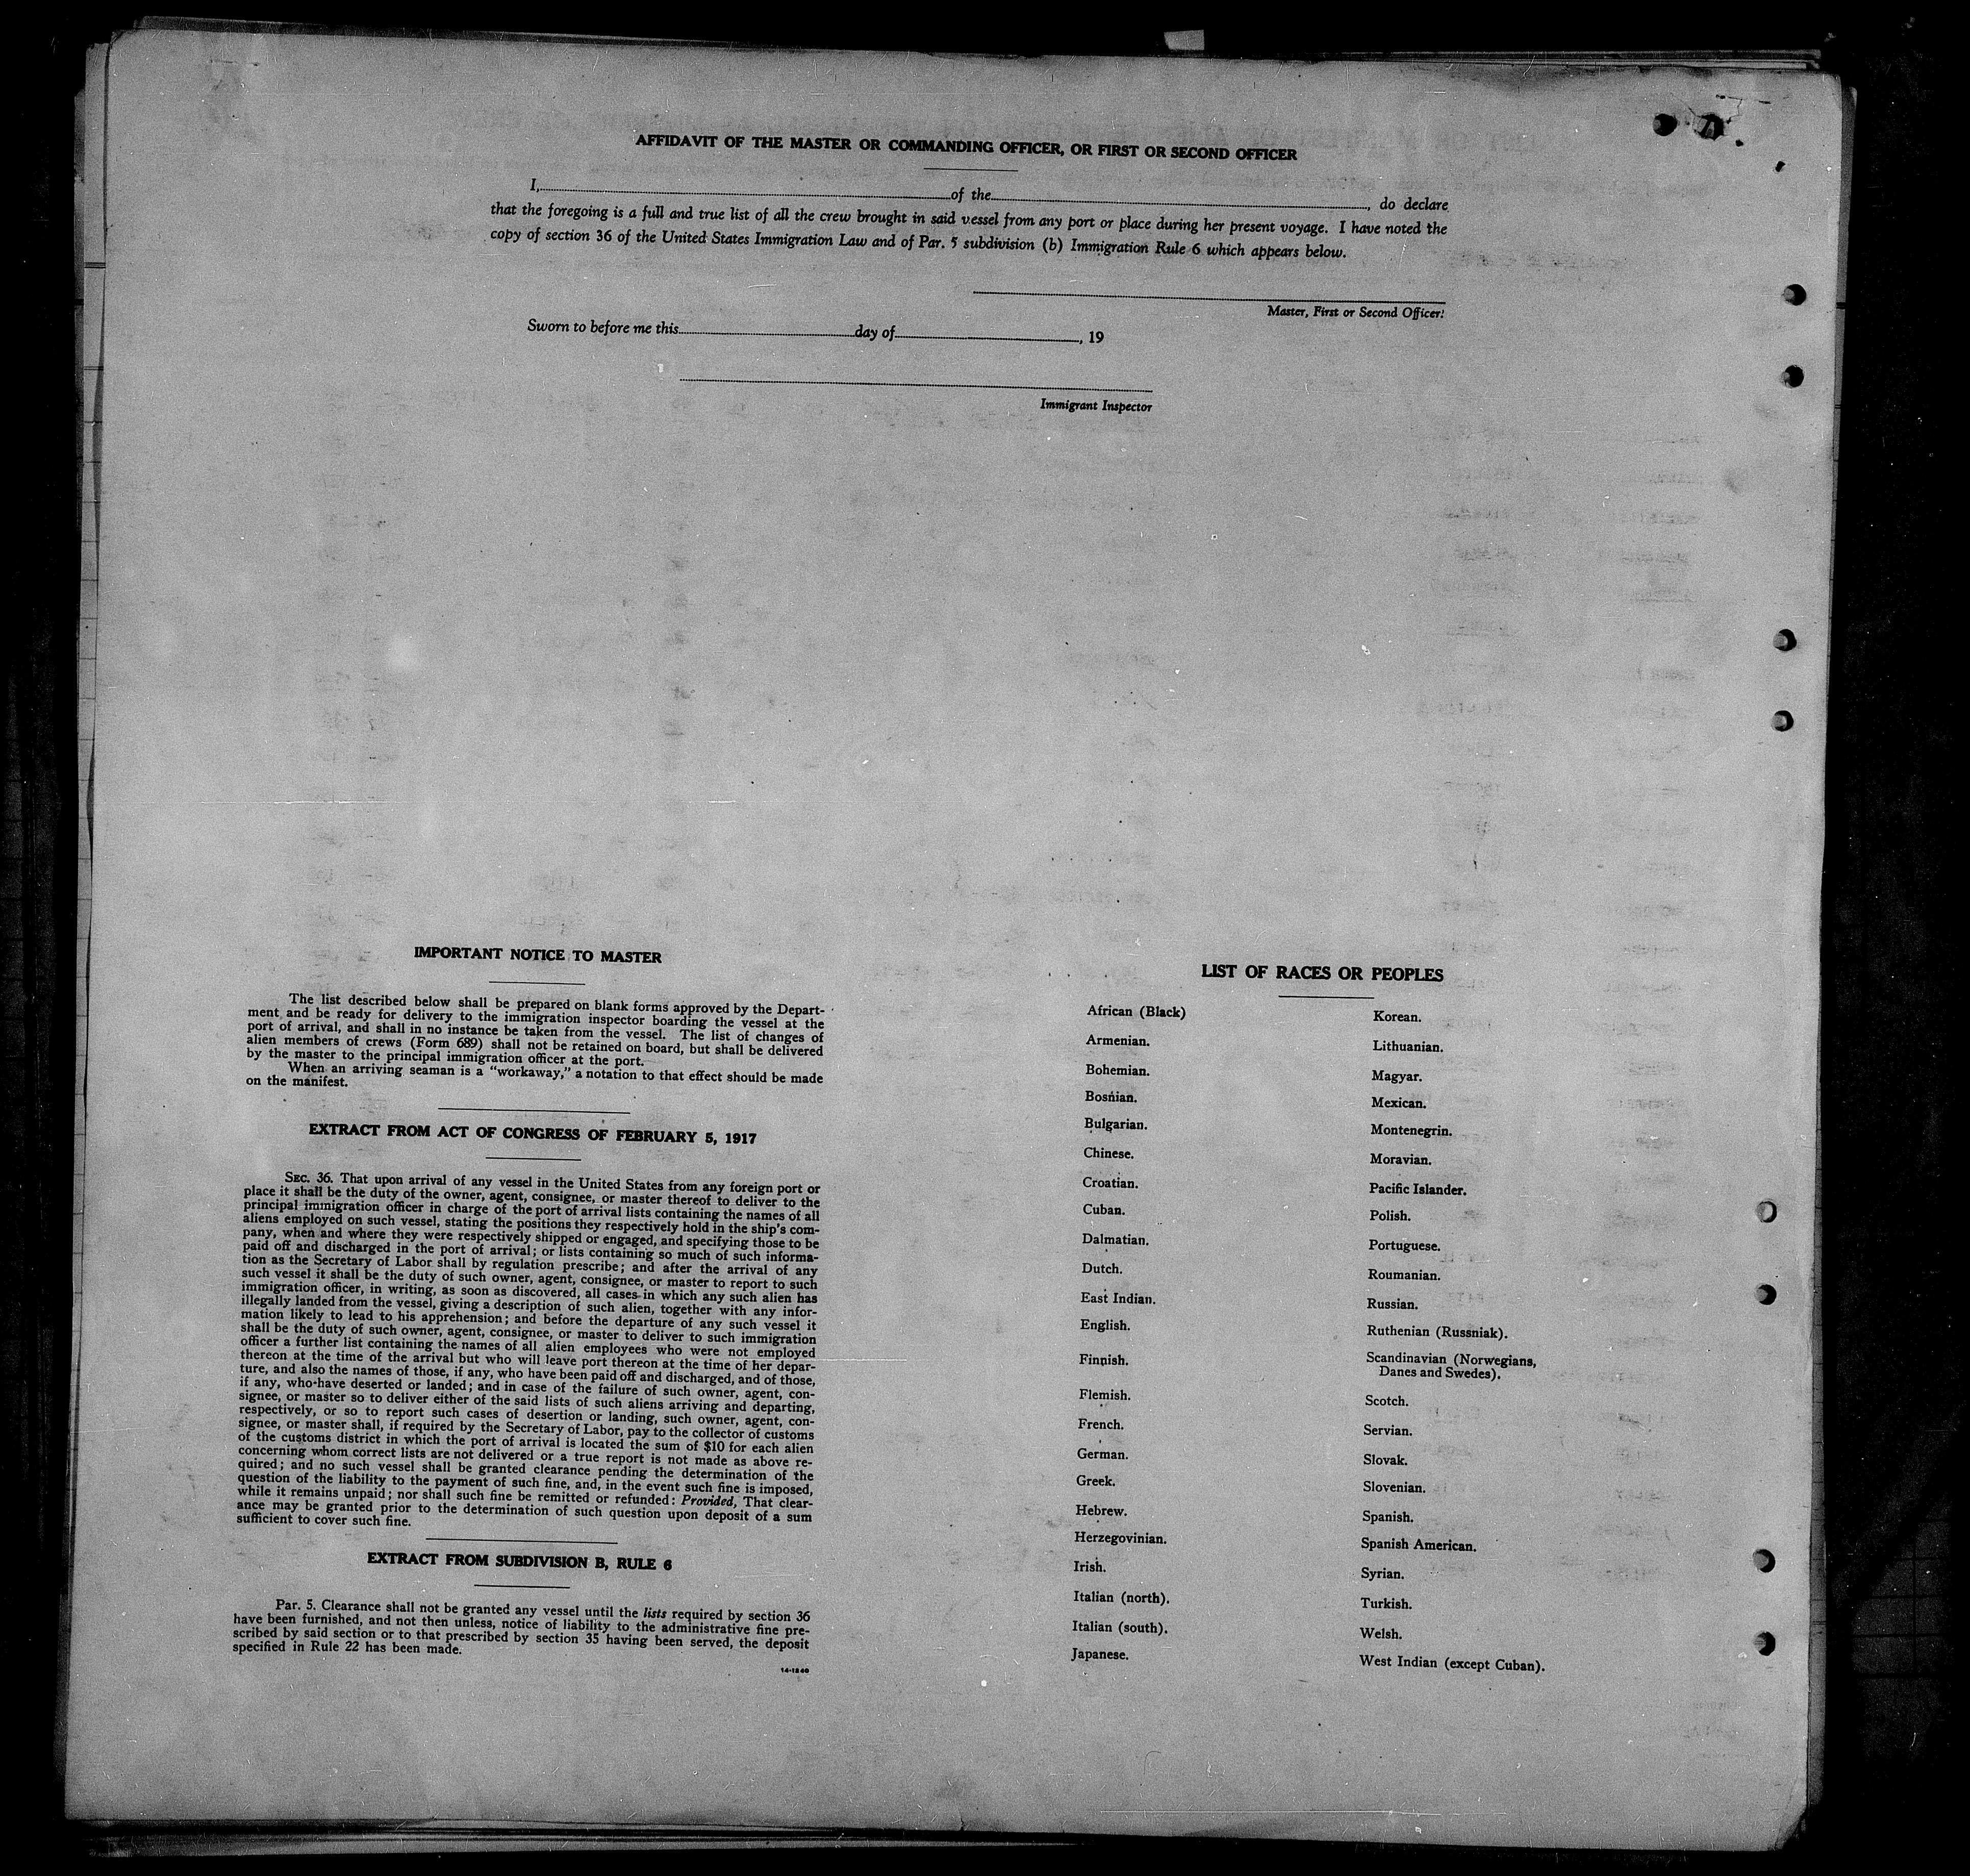 AFFIDAVIT OF THE MASTER OR COMMANDING OFFICER, OR FIRST OR SECOND OFFICER
I, of the , do declare
that the foregoing is a full and true list of all the crew brought in said vessel from any port or place during her present voyage. I have noted the
copy of section 36 of the United States Immigration Law and of Par. 5 subdivision (b) Immigration Rule 6 which appears below.
Master, First or Second Officer.
Sworn to before me this day of , 19
Immigrant Inspector
IMPORTANT NOTICE TO MASTER
The list described below shall be prepared on blank forms approved by the Depart-
ment and be ready for delivery to the immigration inspector boarding the vessel at the
port of arrival, and shall in no instance be taken from the vessel. The list of changes of
alien members of crews (Form 689) shall not be retained on board, but shall be delivered
by the master to the principal immigration officer at the port.
When an arriving seaman is a "workaway," a notation to that effect should be made
on the manifest.
EXTRACT FROM ACT OF CONGRESS OF FEBRUARY 5, 1917
SEC. 36. That upon arrival of any vessel in the United States from any foreign port or
place it shall be the duty of the owner, agent, consignee, or master thereof to deliver to the
principal immigration officer in charge of the port of arrival lists containing the names of all
aliens employed on such vessel, stating the positions they respectively hold in the ship's com-
pany, when and where they were respectively shipped or engaged, and specifying those to be
paid off and discharged in the port of arrival; or lists containing so much of such informa-
tion as the Secretary of Labor shall by regulation prescribe; and after the arrival of any
such vessel it shall be the duty of such owner, agent, consignee, or master to report to such
immigration officer, in writing, as soon as discovered, all cases in which any such alien has
illegally landed from the vessel, giving a description of such alien, together with any infor-
mation likely to lead to his apprehension; and before the departure of any such vessel it
shall be the duty of such owner, agent, consignee, or master to deliver to such immigration
officer a further list containing the names of all alien employees who were not employed
thereon at the time of the arrival but who will leave port thereon at the time of her depar-
ture, and also the names of those, if any, who have been paid off and discharged, and of those,
if any, who have deserted or landed; and in case of the failure of such owner, agent, con-
signee, or master so to deliver either of the said lists of such aliens arriving and departing,
respectively, or so to report such cases of desertion or landing, such owner, agent, con-
signee, or master shall, if required by the Secretary of Labor, pay to the collector of customs
of the customs district in which the port of arrival is located the sum of $10 for each alien
concerning whom correct lists are not delivered or a true report is not made as above re-
quired; and no such vessel shall be granted clearance pending the determination of the
question of the liability to the payment of such fine, and, in the event such fine is imposed,
while it remains unpaid; nor shall such fine be remitted or refunded: Provided, That clear-
ance may be granted prior to the determination of such question upon deposit of a sum
sufficient to cover such fine.
EXTRACT FROM SUBDIVISION B, RULE 6
Par. 5. Clearance shall not be granted any vessel until the lists required by section 36
have been furnished, and not then unless, notice of liability to the administrative fine pre-
scribed by said section or to that prescribed by section 35 having been served, the deposit
specified in Rule 22 has been made.
14-1240
LIST OF RACES OR PEOPLES
African (Black)
Armenian.
Bohemian.
Bosnian.
Bulgarian.
Chinese.
Croatian.
Cuban.
Dalmatian.
Dutch.
East Indian.
English.
Finnish.
Flemish.
French.
German.
Greek.
Hebrew.
Herzegovinian.
Irish.
Italian (north).
Italian (south).
Japanese.
Korean.
Lithuanian.
Magyar.
Mexican.
Montenegrin.
Moravian.
Pacific Islander.
Polish.
Portuguese.
Roumanian.
Russian.
Ruthenian (Russniak).
Scandinavian (Norwegians,
Danes and Swedes).
Scotch.
Servian.
Slovak.
Slovenian.
Spanish.
Spanish American.
Syrian.
Turkish.
Welsh.
West Indian (except Cuban).